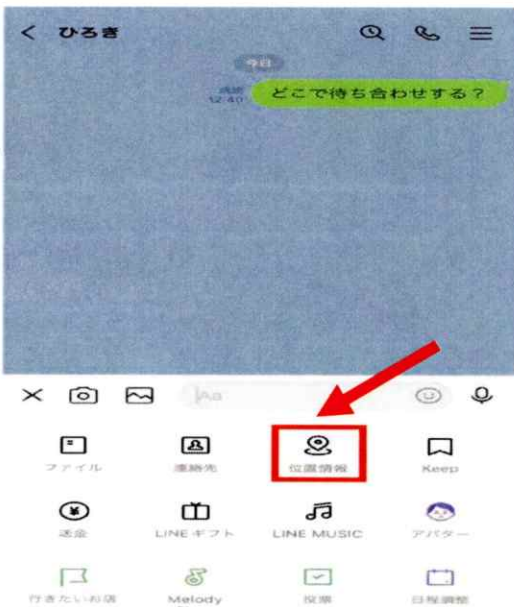 ひろき
今日
既読
12:40
どこで待ち合わせする？
Aa
ファイル
連絡先
位置情報
Keep
送金
LINEギフト
LINE MUSIC
アバター
行きたいお店
Melody
投票
日程調整